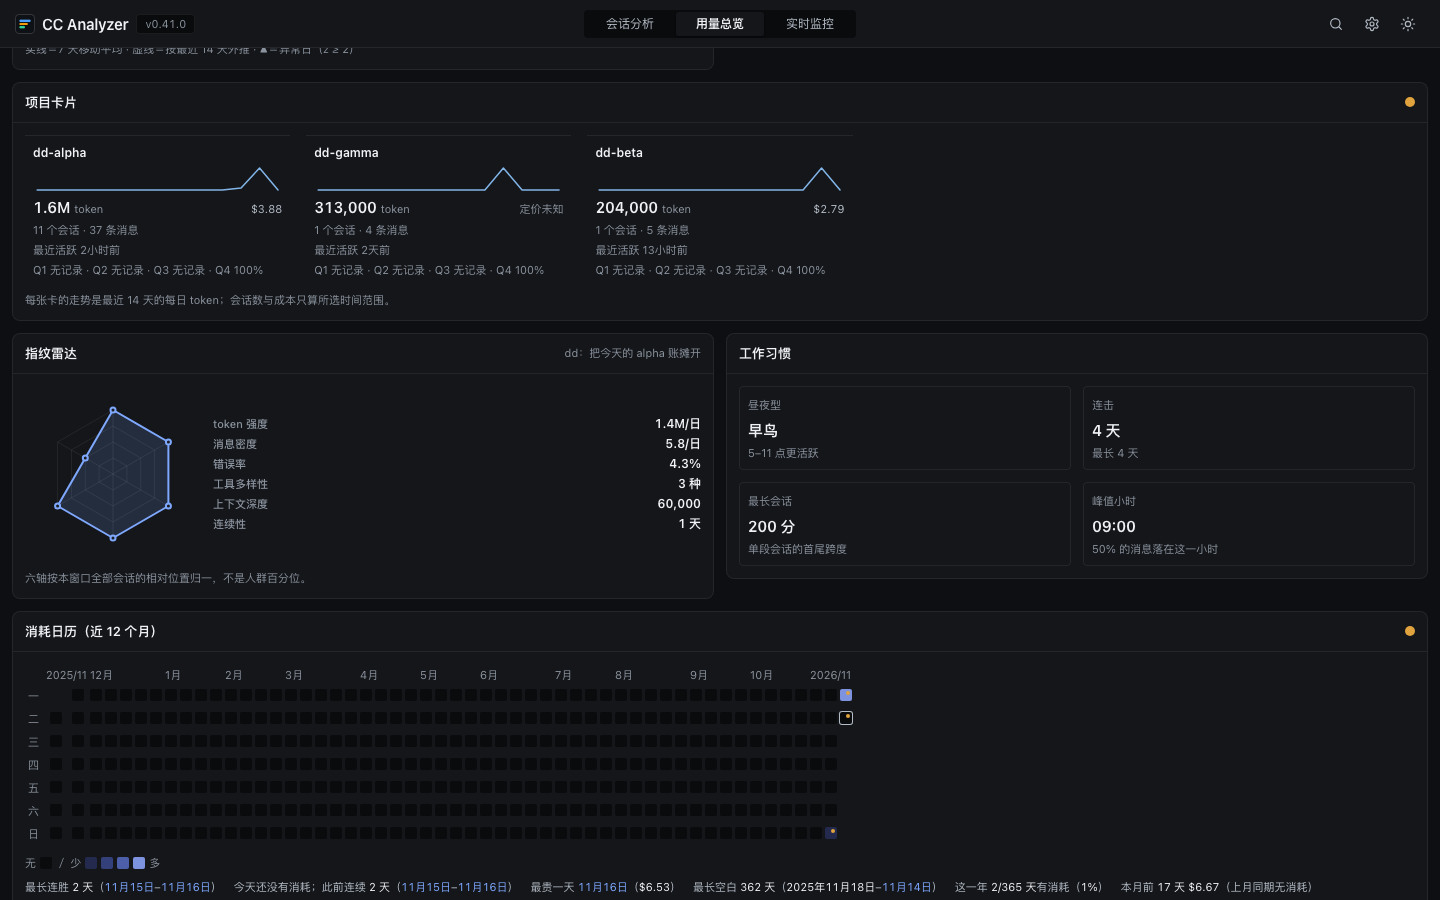 CC Analyzer v0.41.0 会话分析 用量总览 实时监控
实线=7 天移动平均 · 虚线=按最近 14 天外推 · ▲=异常日（Z ≥ 2）
项目卡片
dd-alpha
1.6M token $3.88
11 个会话 · 37 条消息
最近活跃 2小时前
Q1 无记录 · Q2 无记录 · Q3 无记录 · Q4 100%
dd-gamma
313,000 token 定价未知
1 个会话 · 4 条消息
最近活跃 2天前
Q1 无记录 · Q2 无记录 · Q3 无记录 · Q4 100%
dd-beta
204,000 token $2.79
1 个会话 · 5 条消息
最近活跃 13小时前
Q1 无记录 · Q2 无记录 · Q3 无记录 · Q4 100%
每张卡的走势是最近 14 天的每日 token；会话数与成本只算所选时间范围。
指纹雷达 dd：把今天的 alpha 账摊开
token 强度 1.4M/日
消息密度 5.8/日
错误率 4.3%
工具多样性 3 种
上下文深度 60,000
连续性 1 天
六轴按本窗口全部会话的相对位置归一，不是人群百分位。
工作习惯
昼夜型
早鸟
5–11 点更活跃
连击
4 天
最长 4 天
最长会话
200 分
单段会话的首尾跨度
峰值小时
09:00
50% 的消息落在这一小时
消耗日历（近 12 个月）
2025/11 12月 1月 2月 3月 4月 5月 6月 7月 8月 9月 10月 2026/11
一
二
三
四
五
六
日
无 / 少 多
最长连胜 2 天（11月15日–11月16日） 今天还没有消耗；此前连续 2 天（11月15日–11月16日） 最贵一天 11月16日（$6.53） 最长空白 362 天（2025年11月18日–11月14日） 这一年 2/365 天有消耗（1%） 本月前 17 天 $6.67（上月同期无消耗）